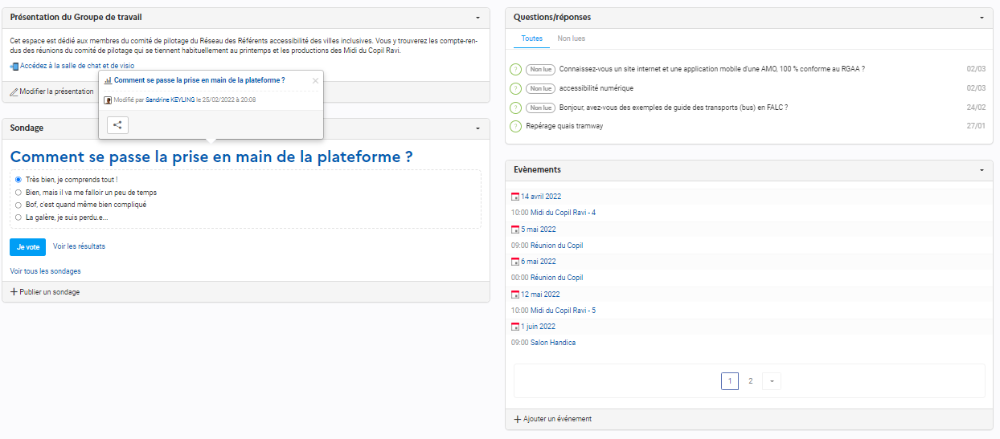 Présentation du Groupe de travail
Cet espace est dédié aux membres du comité de pilotage du Réseau des Référents accessibilité des villes inclusives. Vous y trouverez les compte-ren-
dus des réunions du comité de pilotage qui se tiennent habituellement au printemps et les productions des Midi du Copil Ravi.
Accédez à la salle de chat et de visio
Modifier la présentation
Comment se passe la prise en main de la plateforme ?
Modifié par Sandrine KEYLING le 25/02/2022 à 20:08
Sondage
Comment se passe la prise en main de la plateforme ?
Très bien, je comprends tout !
Bien, mais il va me falloir un peu de temps
Bof, c'est quand même bien compliqué
La galère, je suis perdu.e...
Je vote Voir les résultats
Voir tous les sondages
Publier un sondage
Questions/réponses
Toutes Non lues
? Non lue Connaissez-vous un site internet et une application mobile d'une AMO, 100 % conforme au RGAA ? 02/03
? Non lue accessibilité numérique 02/03
? Non lue Bonjour, avez-vous des exemples de guide des transports (bus) en FALC ? 24/02
? Repérage quais tramway 27/01
Evènements
14 avril 2022
10:00 Midi du Copil Ravi - 4
5 mai 2022
09:00 Réunion du Copil
6 mai 2022
00:00 Réunion du Copil
12 mai 2022
10:00 Midi du Copil Ravi - 5
1 juin 2022
09:00 Salon Handica
1 2
Ajouter un événement